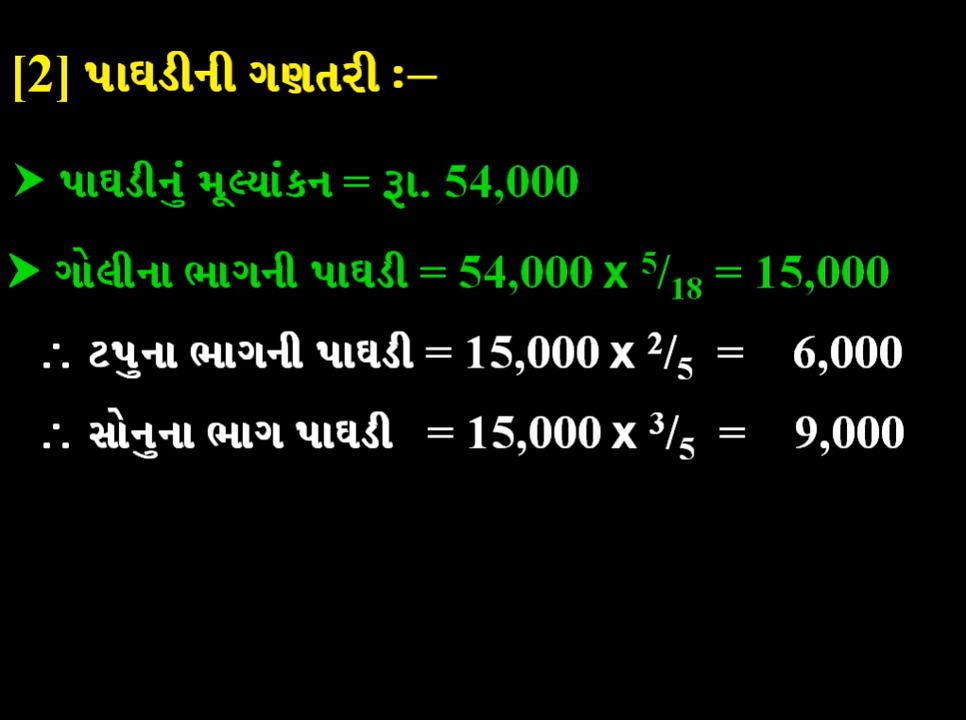 [2] પાઘડીની ગણતરી :–
➤ પાઘડીનું મૂલ્યાંકન = રૂા. 54,000
➤ ગોલીના ભાગની પાઘડી = 54,000 x 5/18 = 15,000
∴ ટપુના ભાગની પાઘડી = 15,000 x 2/5 = 6,000
∴ સોનુના ભાગ પાઘડી = 15,000 x 3/5 = 9,000